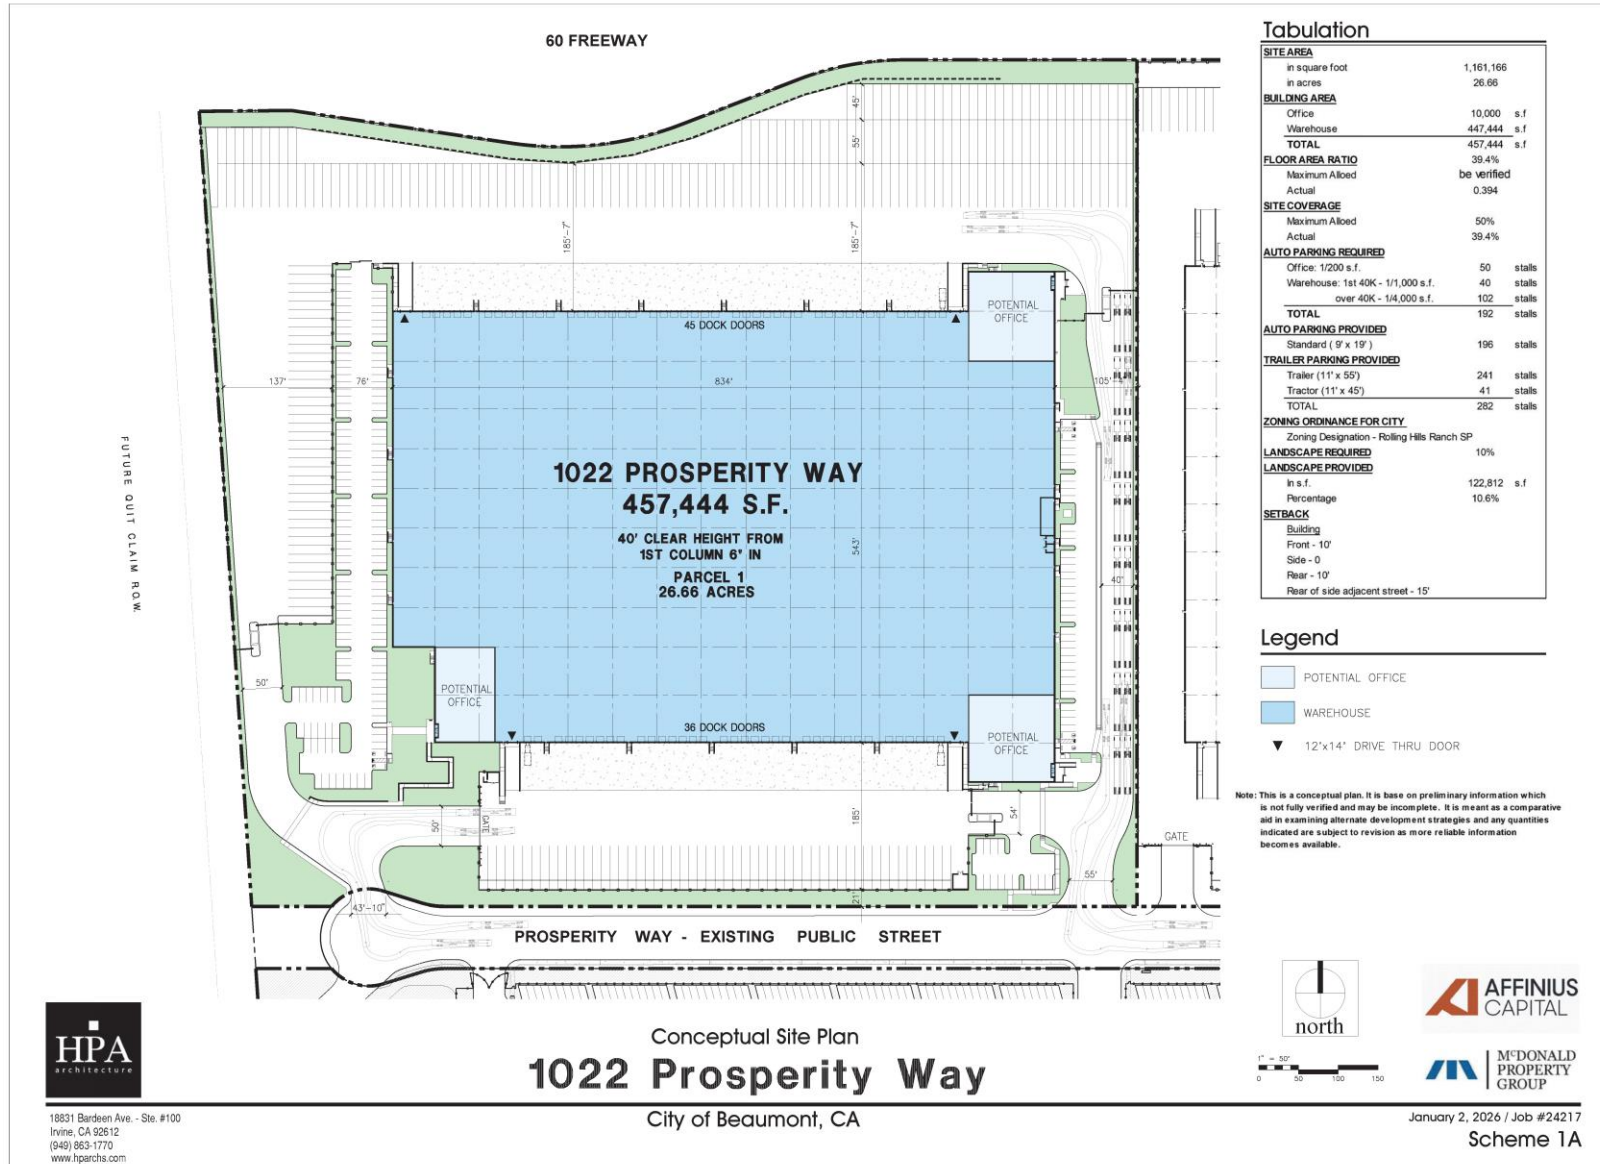 60 FREEWAY
45'
55'
185'-7"
185'-7"
POTENTIAL
OFFICE
45 DOCK DOORS
137'
76'
834'
105'
FUTURE QUIT CLAIM R.O.W.
1022 PROSPERITY WAY
457,444 S.F.
40' CLEAR HEIGHT FROM
1ST COLUMN 6" IN
PARCEL 1
26.66 ACRES
543'
40'
50'
POTENTIAL
OFFICE
36 DOCK DOORS
POTENTIAL
OFFICE
50'
GATE
185'
54'
GATE
55'
21'
43'-10"
PROSPERITY WAY - EXISTING PUBLIC STREET
Tabulation
SITE AREA
in square foot 1,161,166
in acres 26.66
BUILDING AREA
Office 10,000 s.f
Warehouse 447,444 s.f
TOTAL 457,444 s.f
FLOOR AREA RATIO 39.4%
Maximum Alloed be verified
Actual 0.394
SITE COVERAGE
Maximum Alloed 50%
Actual 39.4%
AUTO PARKING REQUIRED
Office: 1/200 s.f. 50 stalls
Warehouse: 1st 40K - 1/1,000 s.f. 40 stalls
over 40K - 1/4,000 s.f. 102 stalls
TOTAL 192 stalls
AUTO PARKING PROVIDED
Standard ( 9' x 19' ) 196 stalls
TRAILER PARKING PROVIDED
Trailer (11' x 55') 241 stalls
Tractor (11' x 45') 41 stalls
TOTAL 282 stalls
ZONING ORDINANCE FOR CITY
Zoning Designation - Rolling Hills Ranch SP
LANDSCAPE REQUIRED 10%
LANDSCAPE PROVIDED
In s.f. 122,812 s.f
Percentage 10.6%
SETBACK
Building
Front - 10'
Side - 0
Rear - 10'
Rear of side adjacent street - 15'
Legend
POTENTIAL OFFICE
WAREHOUSE
12'x14' DRIVE THRU DOOR
Note: This is a conceptual plan. It is base on preliminary information which
is not fully verified and may be incomplete. It is meant as a comparative
aid in examining alternate development strategies and any quantities
indicated are subject to revision as more reliable information
becomes available.
north
1" = 50'
0 50 100 150
AFFINIUS
CAPITAL
McDONALD
PROPERTY
GROUP
HPA
architecture
Conceptual Site Plan
1022 Prosperity Way
City of Beaumont, CA
18831 Bardeen Ave. - Ste. #100
Irvine, CA 92612
(949) 863-1770
www.hparchs.com
January 2, 2026 / Job #24217
Scheme 1A